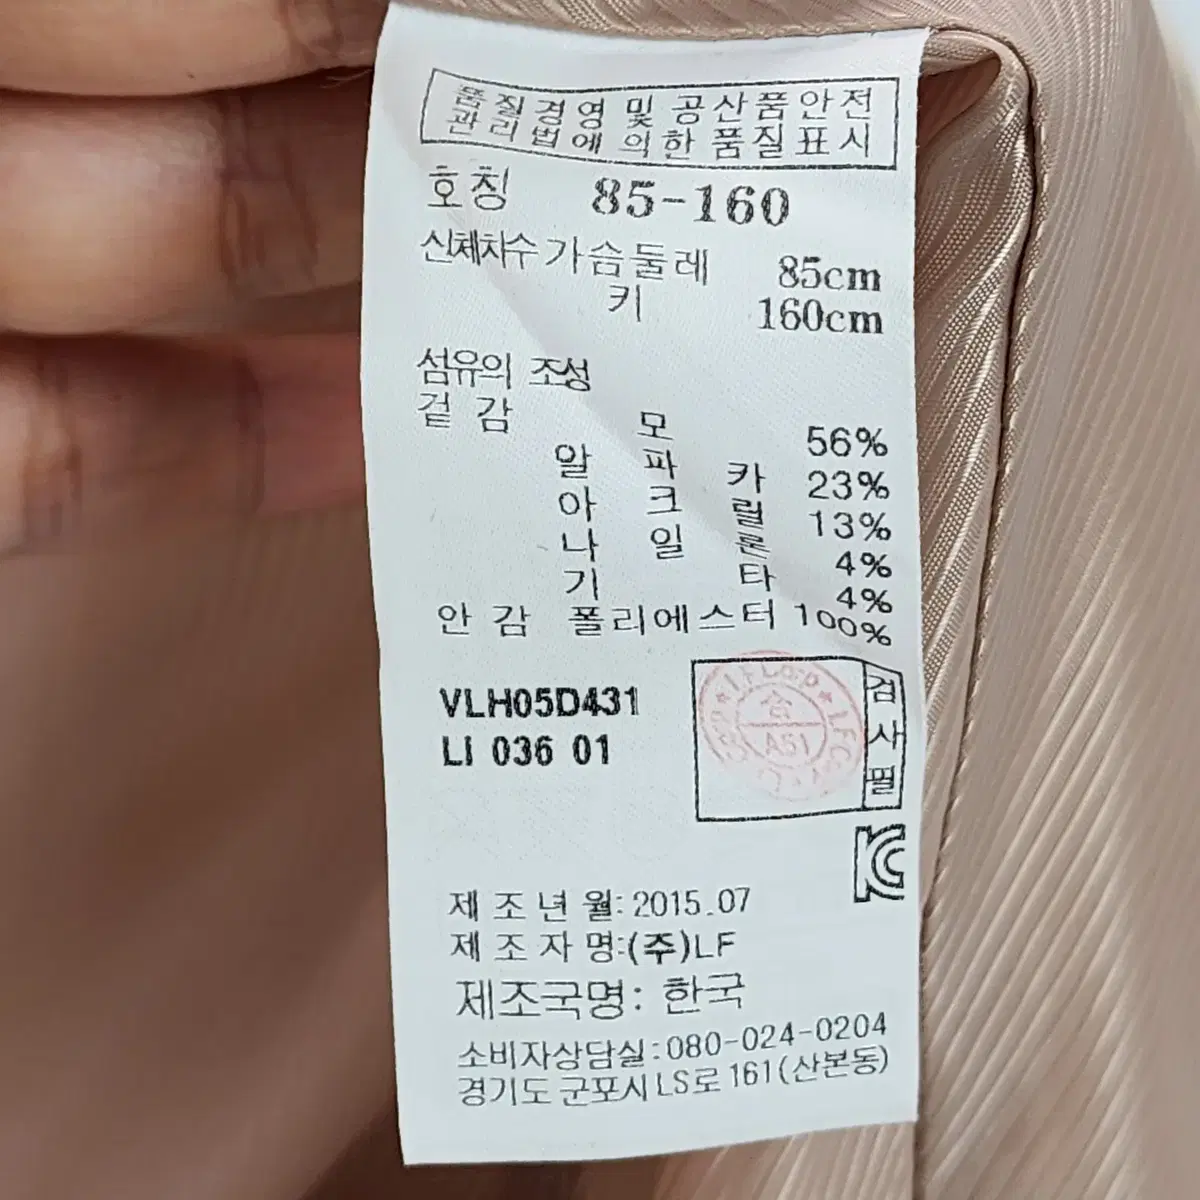 품질경영 및 공산품안전
관리법에 의한 품질표시
호칭 85-160
신체치수 가슴둘레 85cm
키 160cm
섬유의 조성
겉감 모 56%
알파카 23%
아크릴 13%
나일론 4%
기타 4%
안감 폴리에스터 100%
VLH05D431
LI 036 01
합
A51
검사필
제조년월: 2015.07
제조자명:(주)LF
제조국명: 한국
소비자상담실:080-024-0204
경기도 군포시 LS로 161(산본동)